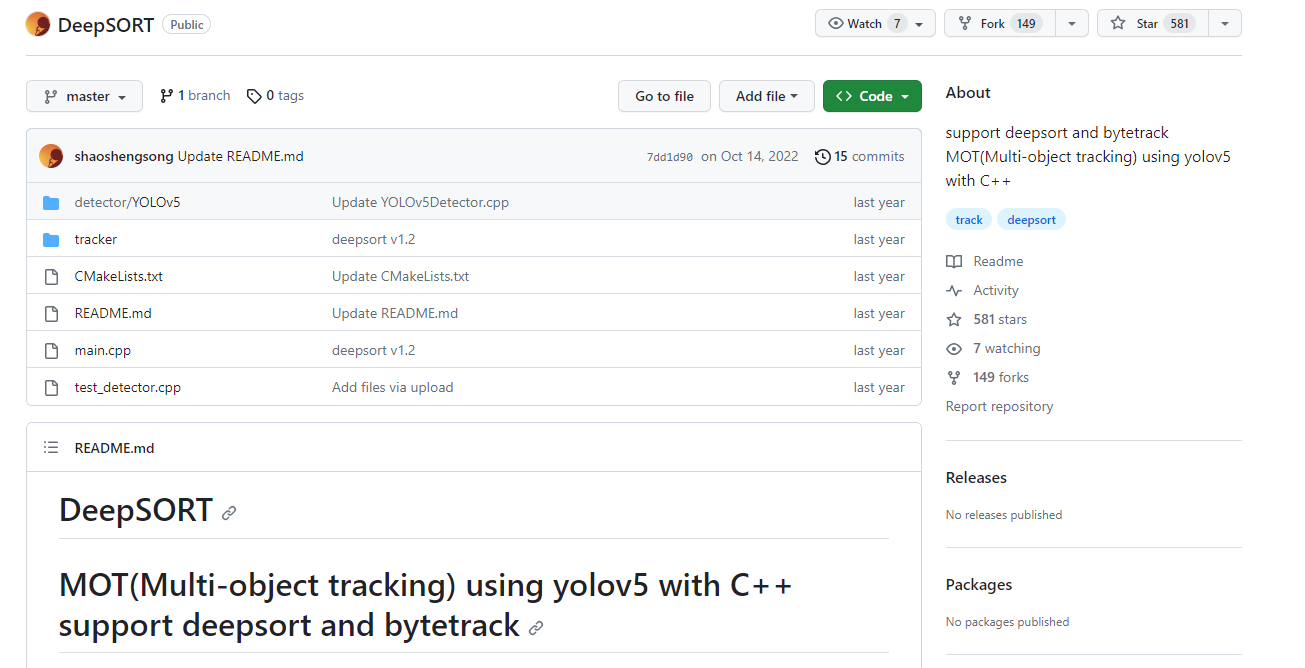 DeepSORT Public Watch 7 Fork 149 Star 581
master 1 branch 0 tags Go to file Add file <> Code
shaoshengsong Update README.md 7dd1d90 on Oct 14, 2022 15 commits
detector/YOLOv5 Update YOLOv5Detector.cpp last year
tracker deepsort v1.2 last year
CMakeLists.txt Update CMakeLists.txt last year
README.md Update README.md last year
main.cpp deepsort v1.2 last year
test_detector.cpp Add files via upload last year
README.md
DeepSORT
MOT(Multi-object tracking) using yolov5 with C++
support deepsort and bytetrack
About
support deepsort and bytetrack
MOT(Multi-object tracking) using yolov5
with C++
track deepsort
Readme
Activity
581 stars
7 watching
149 forks
Report repository
Releases
No releases published
Packages
No packages published